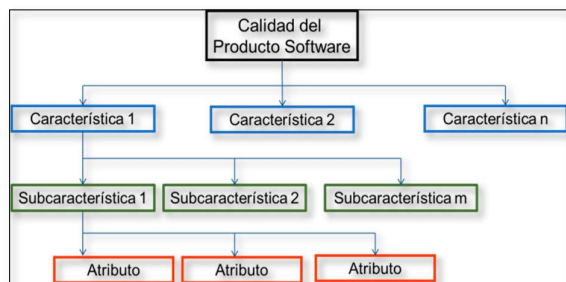 Calidad del
Producto Software
Característica 1
Característica 2
Característica n
Subcaracterística 1
Subcaracterística 2
Subcaracterística m
Atributo
Atributo
Atributo